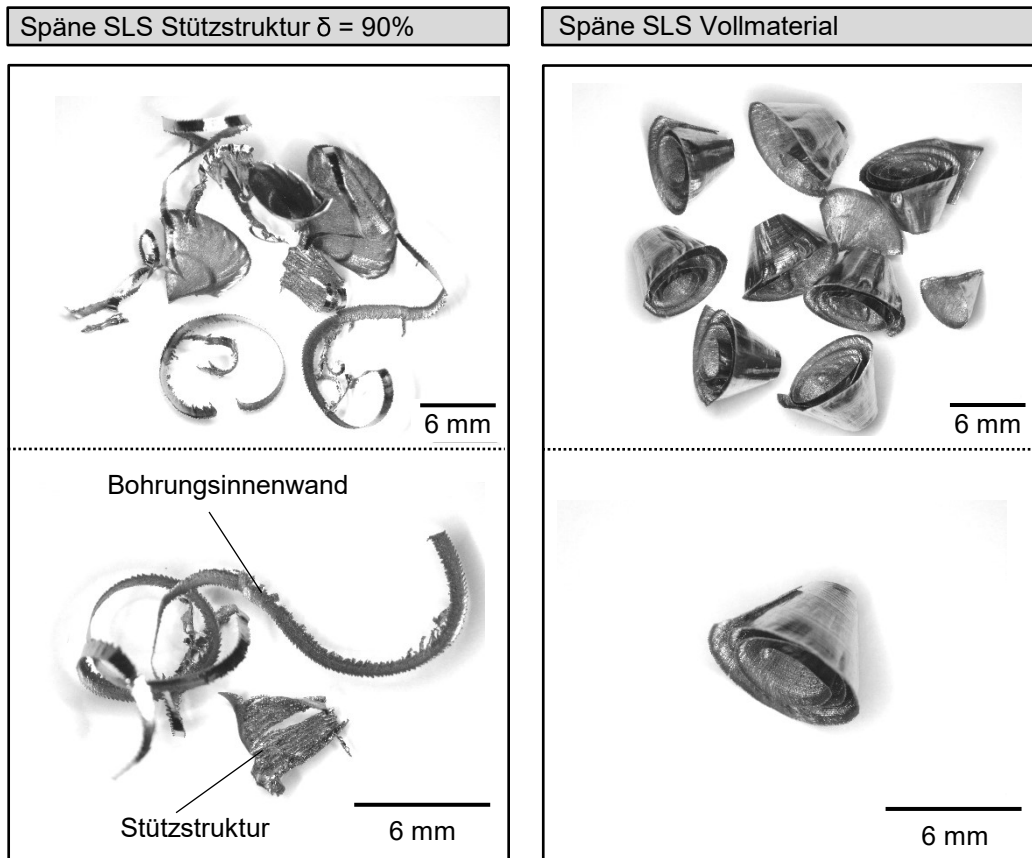 Späne SLS Stützstruktur δ = 90%
Späne SLS Vollmaterial
6 mm
6 mm
Bohrungsinnenwand
Stützstruktur
6 mm
6 mm